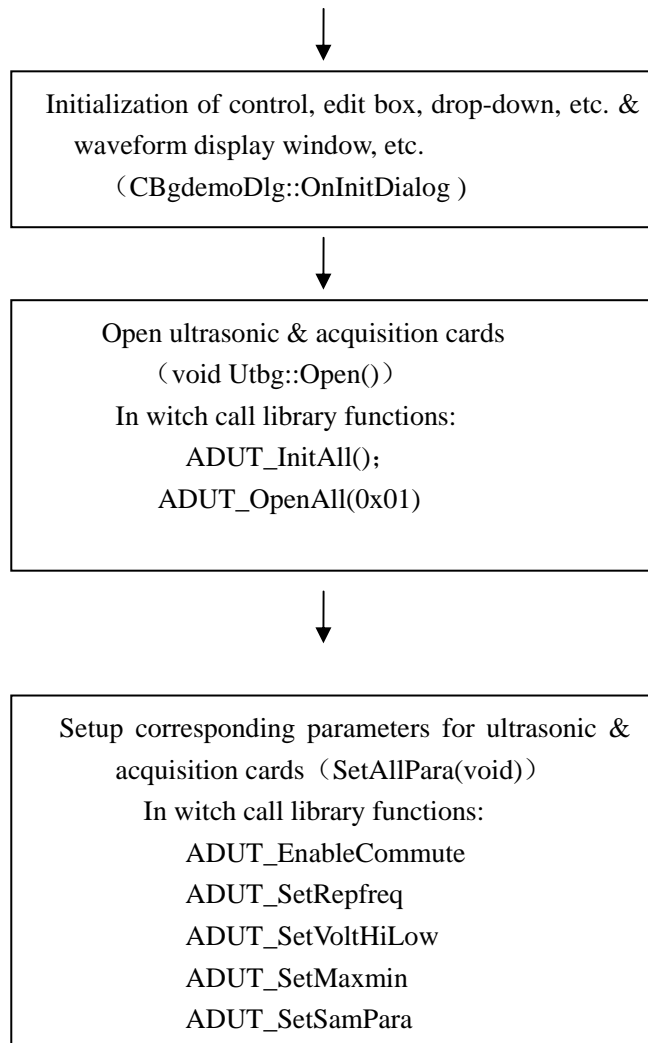 Initialization of control, edit box, drop-down, etc. &
waveform display window, etc.
（CBgdemoDlg::OnInitDialog )
Open ultrasonic & acquisition cards
（void Utbg::Open()）
In witch call library functions:
ADUT_InitAll()；
ADUT_OpenAll(0x01)
Setup corresponding parameters for ultrasonic &
acquisition cards（SetAllPara(void)）
In witch call library functions:
ADUT_EnableCommute
ADUT_SetRepfreq
ADUT_SetVoltHiLow
ADUT_SetMaxmin
ADUT_SetSamPara